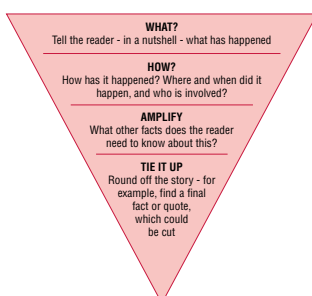 WHAT?
Tell the reader - in a nutshell - what has happened
HOW?
How has it happened? Where and when did it
happen, and who is involved?
AMPLIFY
What other facts does the reader
need to know about this?
TIE IT UP
Round off the story - for
example, find a final
fact or quote,
which could
be cut